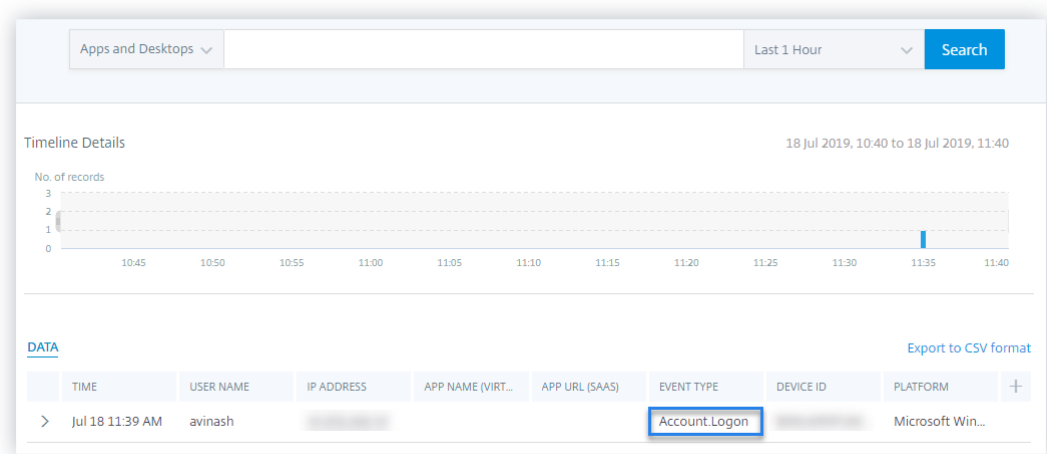 Apps and Desktops Last 1 Hour Search
Timeline Details 18 Jul 2019, 10:40 to 18 Jul 2019, 11:40
No. of records
3
2
1
0
10:45 10:50 10:55 11:00 11:05 11:10 11:15 11:20 11:25 11:30 11:35 11:40
DATA Export to CSV format
TIME USER NAME IP ADDRESS APP NAME (VIRT... APP URL (SAAS) EVENT TYPE DEVICE ID PLATFORM +
Jul 18 11:39 AM avinash Account.Logon Microsoft Win...